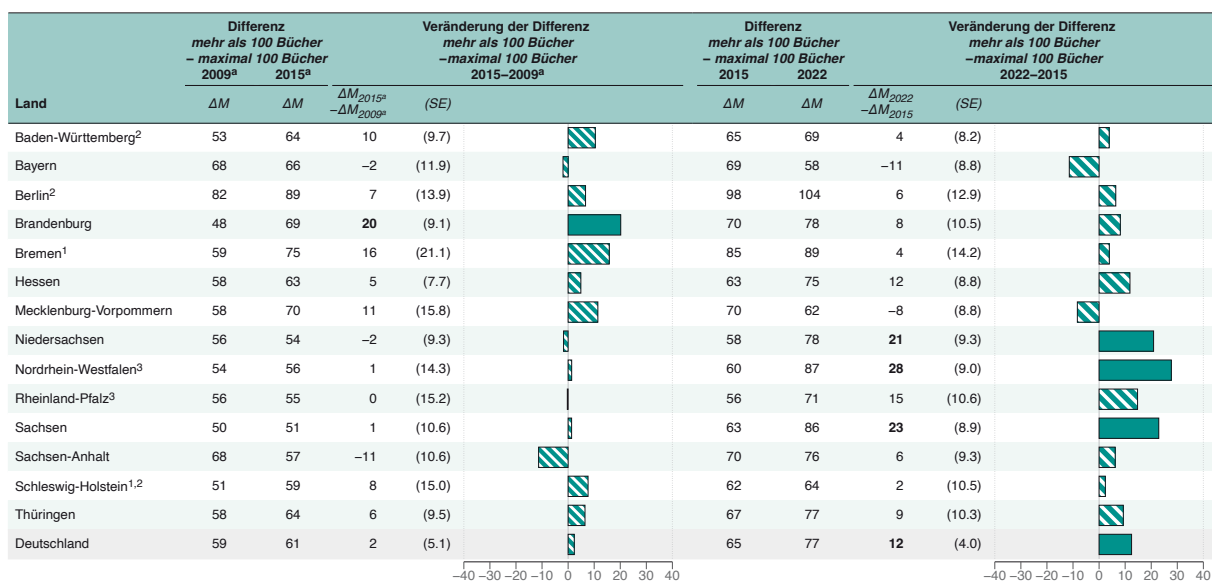 Differenz Veränderung der Differenz Differenz Veränderung der Differenz
mehr als 100 Bücher mehr als 100 Bücher mehr als 100 Bücher mehr als 100 Bücher
– maximal 100 Bücher –maximal 100 Bücher – maximal 100 Bücher –maximal 100 Bücher
2009a 2015a 2015–2009a 2015 2022 2022–2015
Land ΔM ΔM ΔM2015a –ΔM2009a (SE) ΔM ΔM ΔM2022 –ΔM2015 (SE)
Baden-Württemberg2 53 64 10 (9.7) 65 69 4 (8.2)
Bayern 68 66 –2 (11.9) 69 58 –11 (8.8)
Berlin2 82 89 7 (13.9) 98 104 6 (12.9)
Brandenburg 48 69 20 (9.1) 70 78 8 (10.5)
Bremen1 59 75 16 (21.1) 85 89 4 (14.2)
Hessen 58 63 5 (7.7) 63 75 12 (8.8)
Mecklenburg-Vorpommern 58 70 11 (15.8) 70 62 –8 (8.8)
Niedersachsen 56 54 –2 (9.3) 58 78 21 (9.3)
Nordrhein-Westfalen3 54 56 1 (14.3) 60 87 28 (9.0)
Rheinland-Pfalz3 56 55 0 (15.2) 56 71 15 (10.6)
Sachsen 50 51 1 (10.6) 63 86 23 (8.9)
Sachsen-Anhalt 68 57 –11 (10.6) 70 76 6 (9.3)
Schleswig-Holstein1,2 51 59 8 (15.0) 62 64 2 (10.5)
Thüringen 58 64 6 (9.5) 67 77 9 (10.3)
Deutschland 59 61 2 (5.1) 65 77 12 (4.0)
–40 –30 –20 –10 0 10 20 30 40 –40 –30 –20 –10 0 10 20 30 40